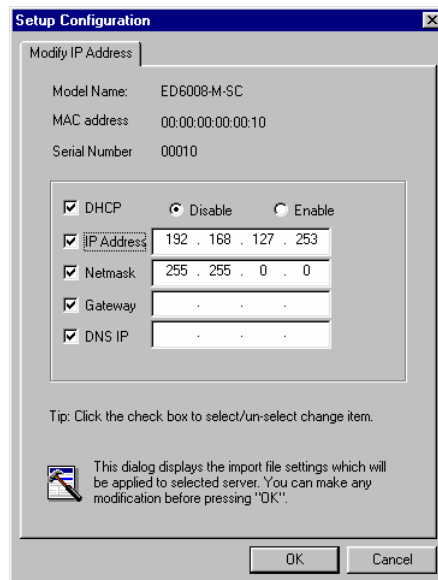 Setup Configuration
Modify IP Address
Model Name: ED6008-M-SC
MAC address 00:00:00:00:00:10
Serial Number 00010
DHCP Disable Enable
IP Address 192 . 168 . 127 . 253
Netmask 255 . 255 . 0 . 0
Gateway . . .
DNS IP . . .
Tip: Click the check box to select/un-select change item.
This dialog displays the import file settings which will
be applied to selected server. You can make any
modification before pressing "OK".
OK Cancel